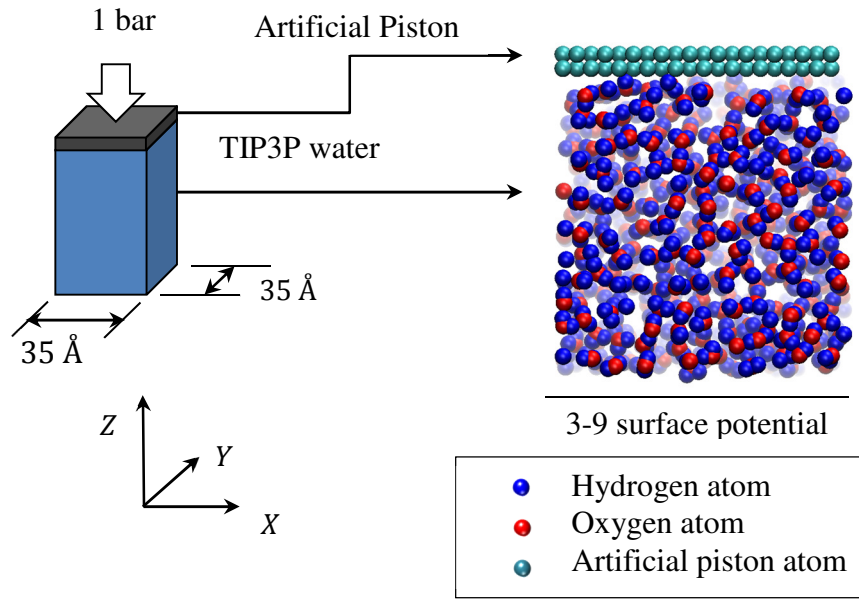 1 bar
Artificial Piston
TIP3P water
35 Å
35 Å
Z
Y
X
3-9 surface potential
Hydrogen atom
Oxygen atom
Artificial piston atom